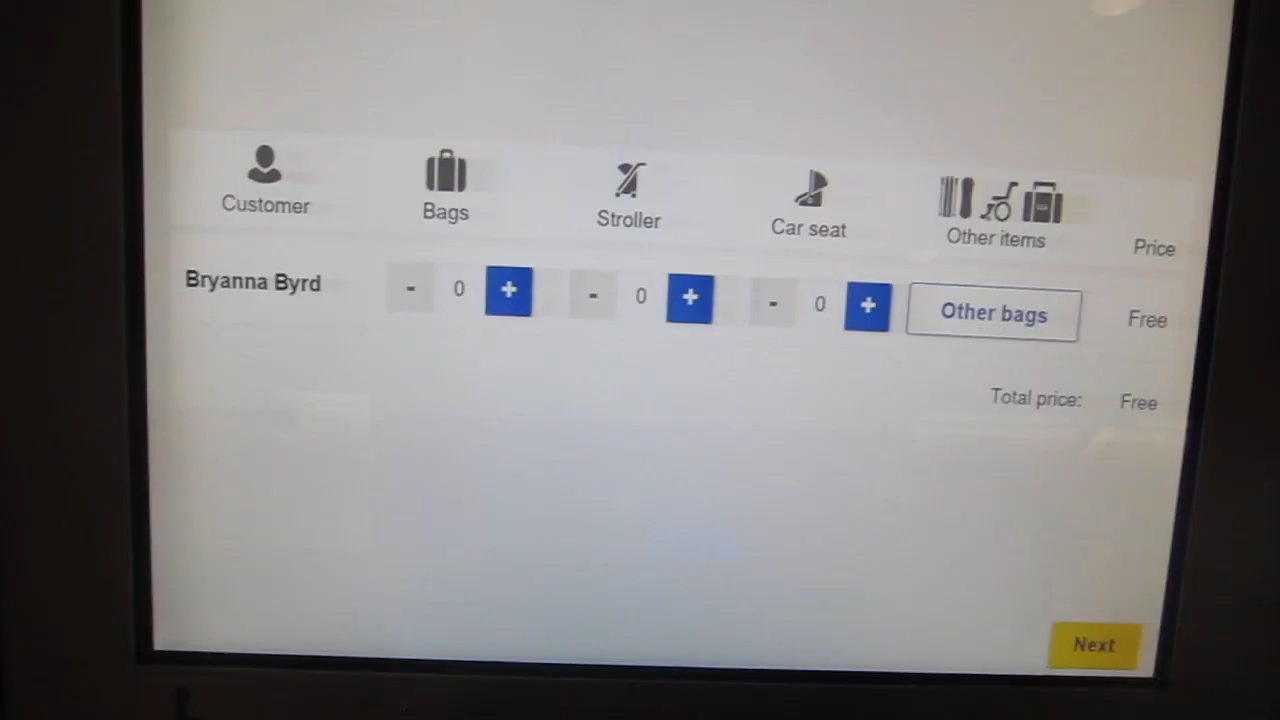 Customer Bags Stroller Car seat Other items Price
Bryanna Byrd - 0 + - 0 + - 0 + Other bags Free
Total price: Free
Next